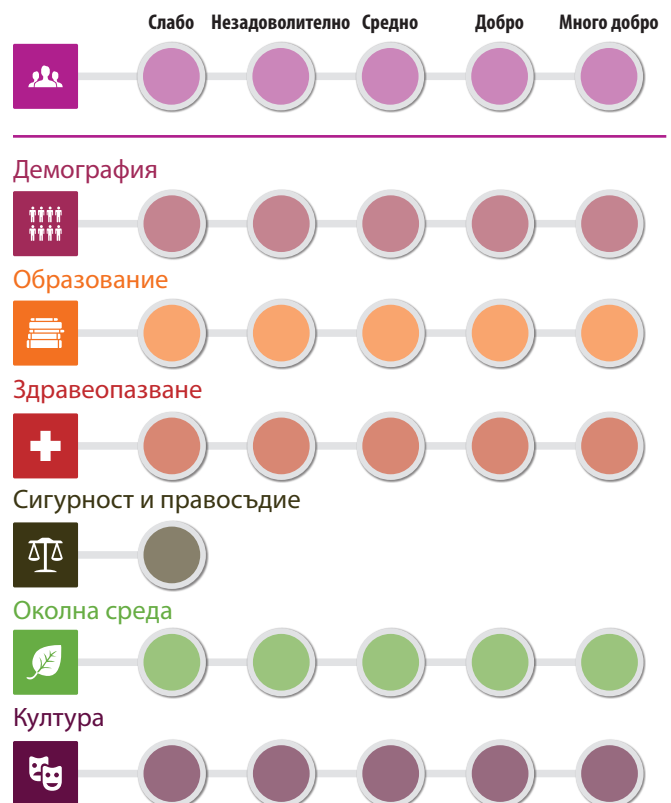 Слабо Незадоволително Средно Добро Много добро
Демография
Образование
Здравеопазване
Сигурност и правосъдие
Околна среда
Култура